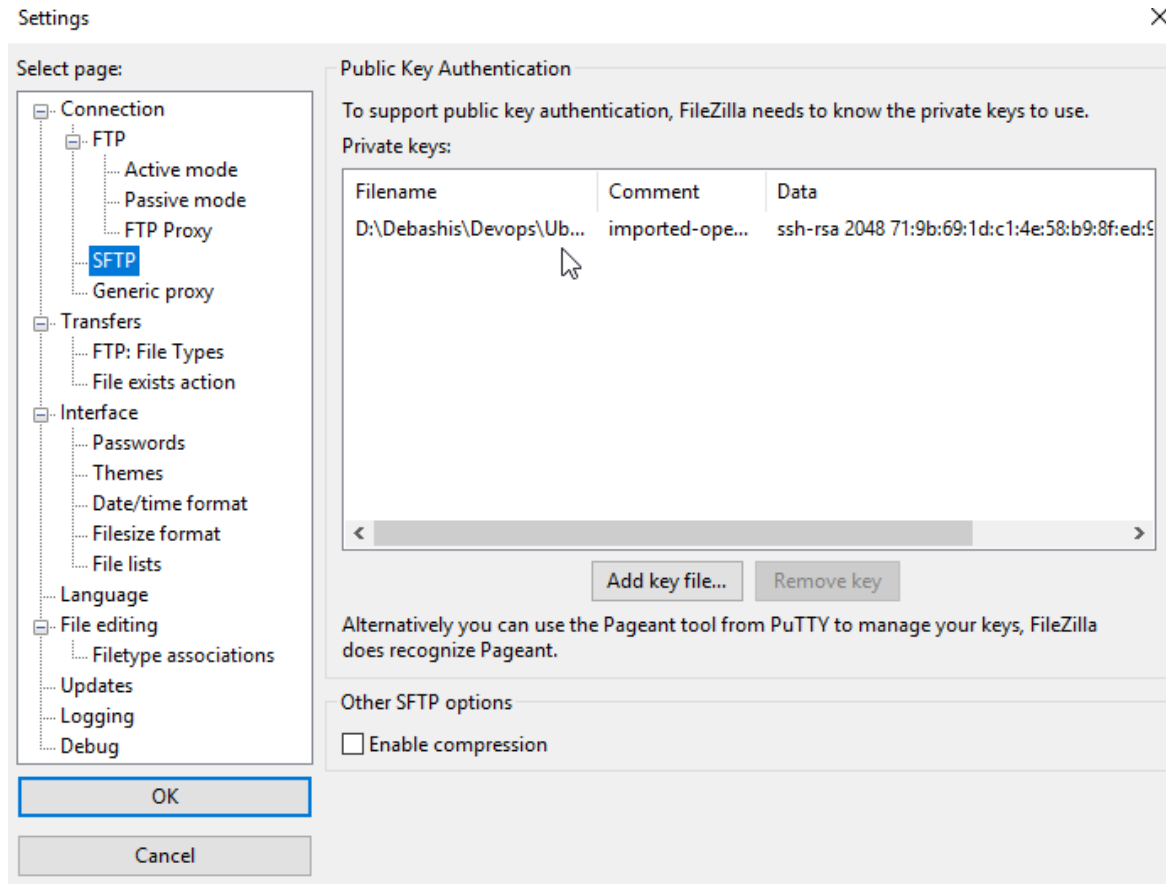 Settings
Select page:
Connection
FTP
Active mode
Passive mode
FTP Proxy
SFTP
Generic proxy
Transfers
FTP: File Types
File exists action
Interface
Passwords
Themes
Date/time format
Filesize format
File lists
Language
File editing
Filetype associations
Updates
Logging
Debug
OK
Cancel
Public Key Authentication
To support public key authentication, FileZilla needs to know the private keys to use.
Private keys:
Filename Comment Data
D:\Debashis\Devops\Ub... imported-ope... ssh-rsa 2048 71:9b:69:1d:c1:4e:58:b9:8f:ed:9
Add key file... Remove key
Alternatively you can use the Pageant tool from PuTTY to manage your keys, FileZilla
does recognize Pageant.
Other SFTP options
Enable compression